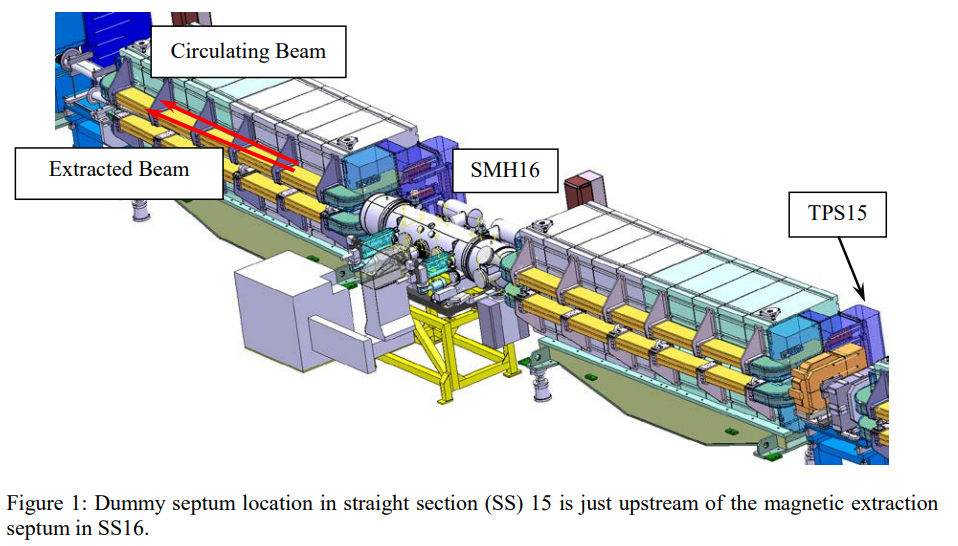 Circulating Beam
Extracted Beam
SMH16
TPS15
Figure 1: Dummy septum location in straight section (SS) 15 is just upstream of the magnetic extraction
septum in SS16.